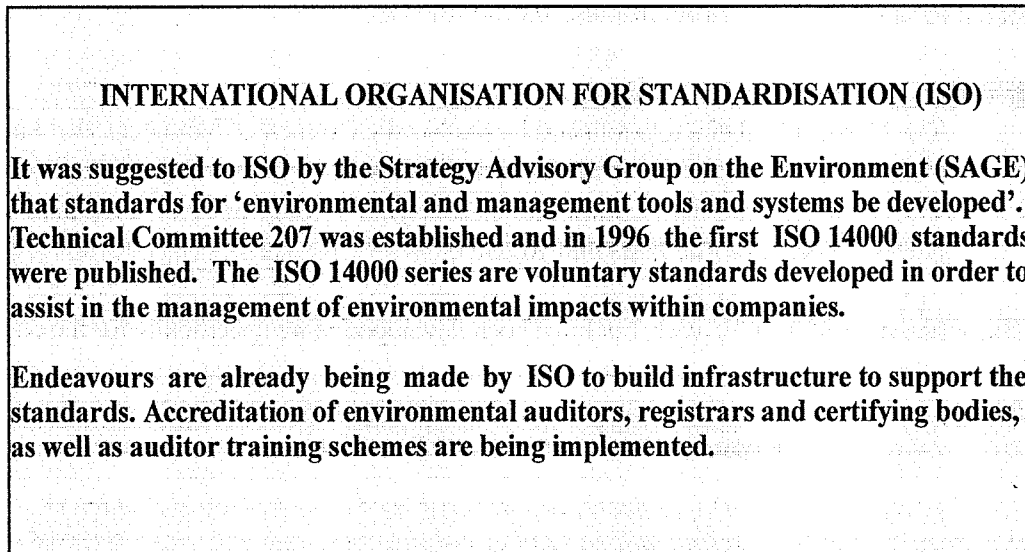 INTERNATIONAL ORGANISATION FOR STANDARDISATION (ISO)
It was suggested to ISO by the Strategy Advisory Group on the Environment (SAGE)
that standards for ‘environmental and management tools and systems be developed’.
Technical Committee 207 was established and in 1996 the first ISO 14000 standards
were published. The ISO 14000 series are voluntary standards developed in order to
assist in the management of environmental impacts within companies.
Endeavours are already being made by ISO to build infrastructure to support the
standards. Accreditation of environmental auditors, registrars and certifying bodies,
as well as auditor training schemes are being implemented.